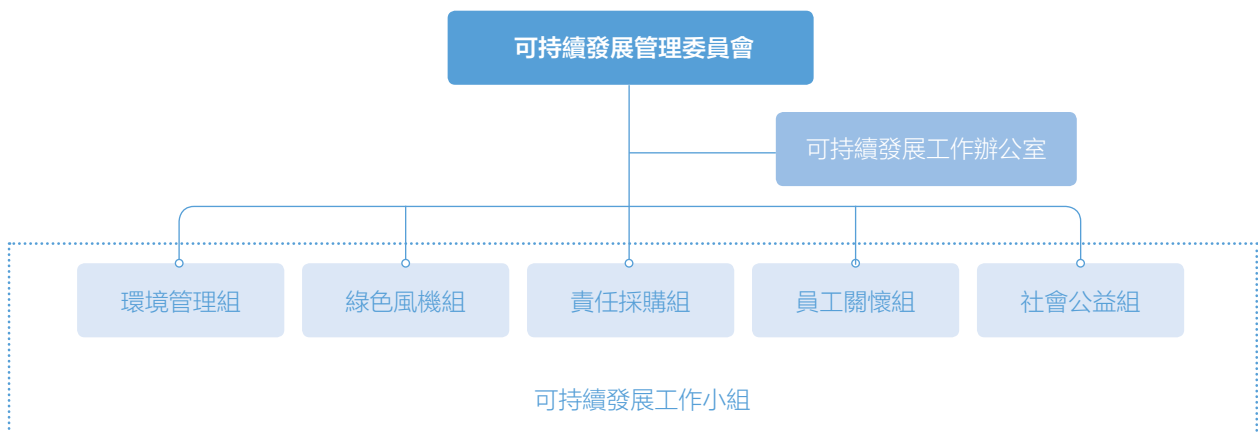 可持續發展管理委員會
可持續發展工作辦公室
環境管理組
綠色風機組
責任採購組
員工關懷組
社會公益組
可持續發展工作小組